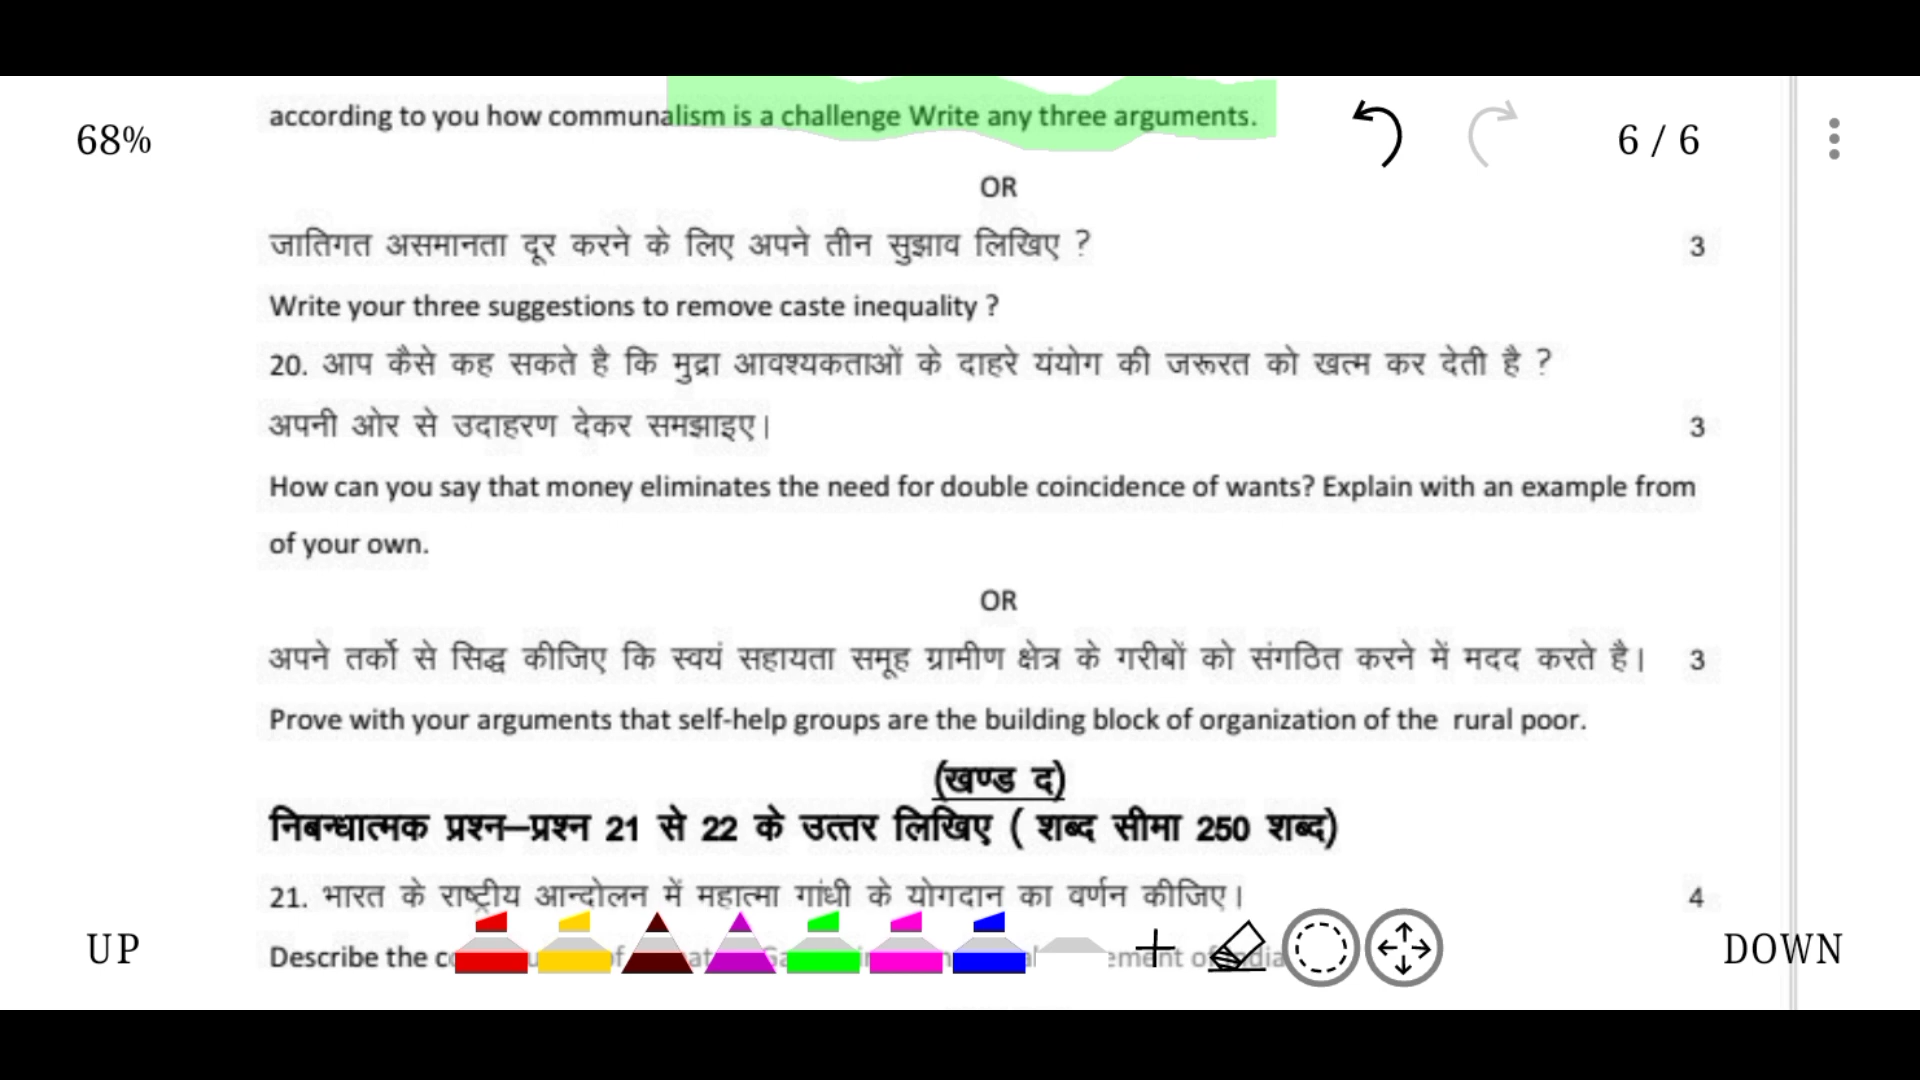 according to you how communalism is a challenge Write any three arguments.
68%
6 / 6
OR
जातिगत असमानता दूर करने के लिए अपने तीन सुझाव लिखिए ? 3
Write your three suggestions to remove caste inequality ?
20. आप कैसे कह सकते है कि मुद्रा आवश्यकताओं के दाहरे यंयोग की जरूरत को खत्म कर देती है ?
अपनी ओर से उदाहरण देकर समझाइए। 3
How can you say that money eliminates the need for double coincidence of wants? Explain with an example from
of your own.
OR
अपने तर्को से सिद्ध कीजिए कि स्वयं सहायता समूह ग्रामीण क्षेत्र के गरीबों को संगठित करने में मदद करते है। 3
Prove with your arguments that self-help groups are the building block of organization of the rural poor.
(खण्ड द)
निबन्धात्मक प्रश्न–प्रश्न 21 से 22 के उत्तर लिखिए ( शब्द सीमा 250 शब्द)
21. भारत के राष्ट्रीय आन्दोलन में महात्मा गांधी के योगदान का वर्णन कीजिए। 4
UP
Describe the
DOWN